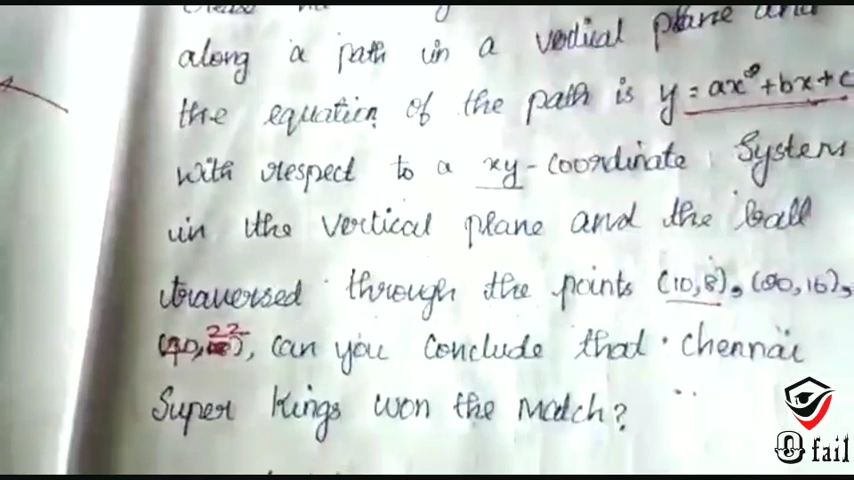 along a path in a vertical plane and
the equation of the path is y = ax² + bx + c
with respect to a xy - coordinate System
in the vertical plane and the ball
traversed through the points (10,8), (20,16),
22), can you conclude that Chennai
Super Kings won the match?
0 fail